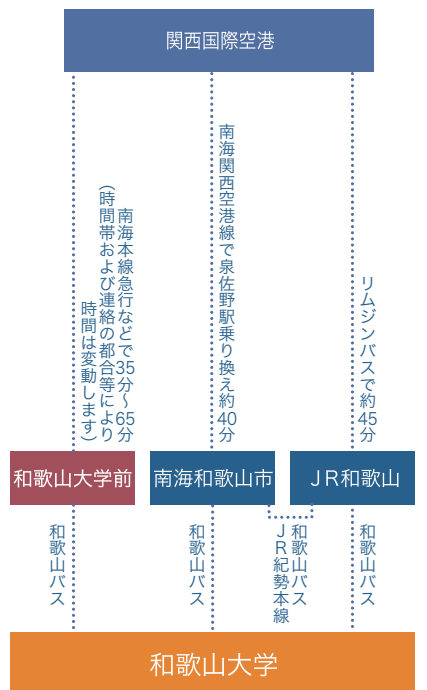 関西国際空港
南海本線急行などで35分～65分
(時間帯および連絡の都合等により
時間は変動します)
南海関西空港線で泉佐野駅乗り換え約40分
リムジンバスで約45分
和歌山大学前
南海和歌山市
JR和歌山
和歌山バス
和歌山バス
和歌山バス
JR紀勢本線
和歌山バス
和歌山大学